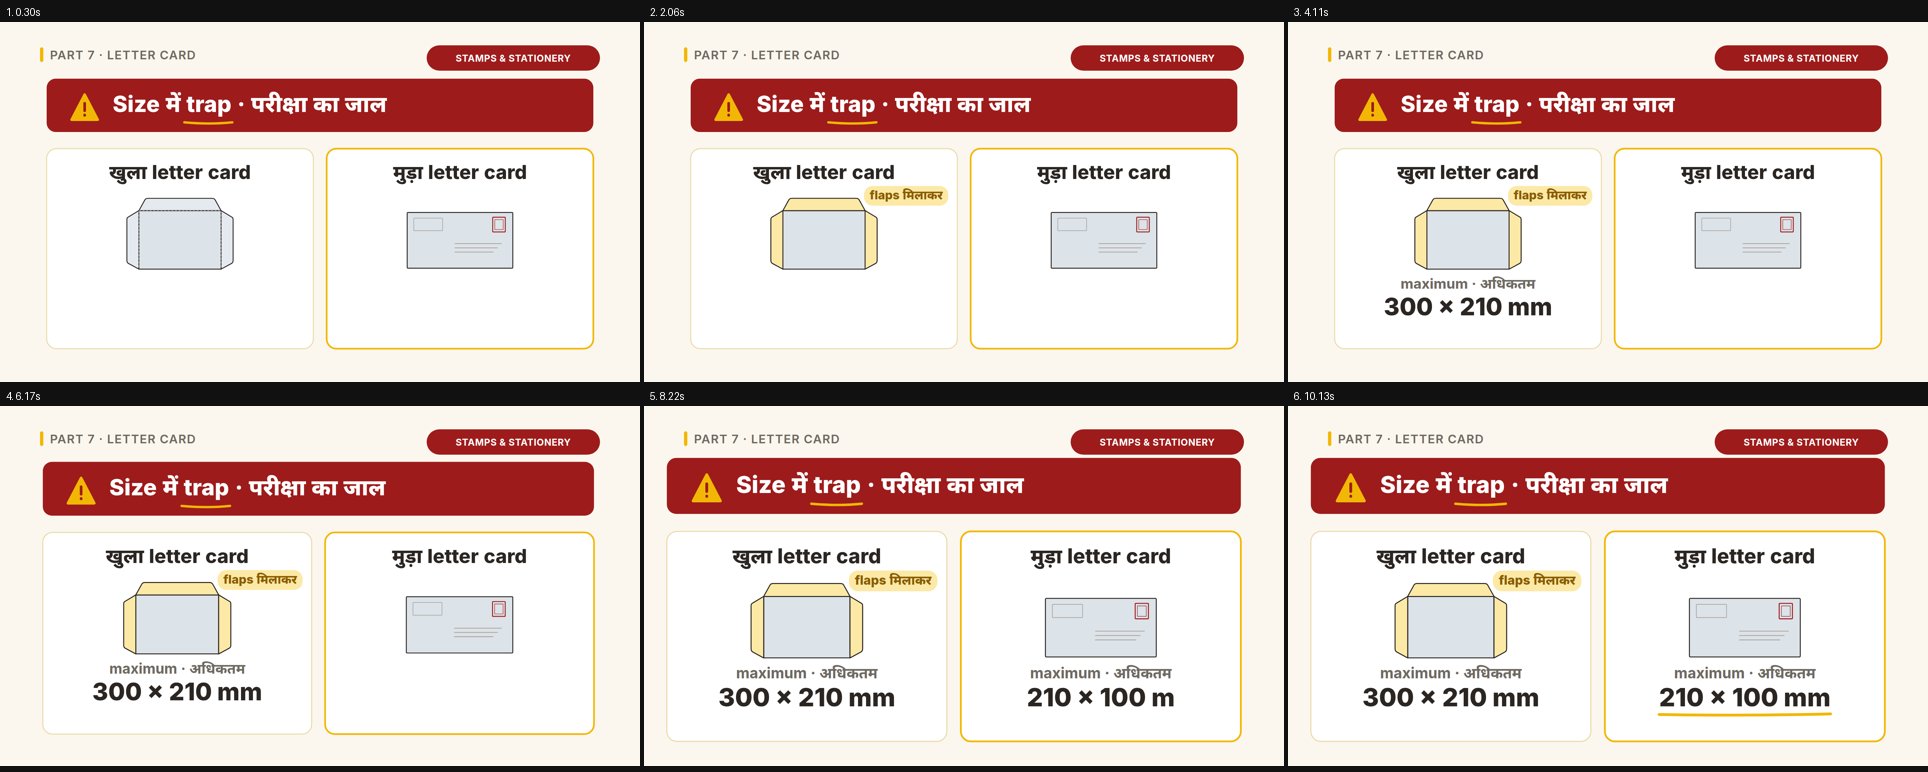 1. 0.30s
PART 7 · LETTER CARD
STAMPS & STATIONERY
Size में trap · परीक्षा का जाल
खुला letter card
मुड़ा letter card
2. 2.06s
PART 7 · LETTER CARD
STAMPS & STATIONERY
Size में trap · परीक्षा का जाल
खुला letter card
flaps मिलाकर
मुड़ा letter card
3. 4.11s
PART 7 · LETTER CARD
STAMPS & STATIONERY
Size में trap · परीक्षा का जाल
खुला letter card
flaps मिलाकर
maximum · अधिकतम
300 × 210 mm
मुड़ा letter card
4. 6.17s
PART 7 · LETTER CARD
STAMPS & STATIONERY
Size में trap · परीक्षा का जाल
खुला letter card
flaps मिलाकर
maximum · अधिकतम
300 × 210 mm
मुड़ा letter card
5. 8.22s
PART 7 · LETTER CARD
STAMPS & STATIONERY
Size में trap · परीक्षा का जाल
खुला letter card
flaps मिलाकर
maximum · अधिकतम
300 × 210 mm
मुड़ा letter card
maximum · अधिकतम
210 × 100 m
6. 10.13s
PART 7 · LETTER CARD
STAMPS & STATIONERY
Size में trap · परीक्षा का जाल
खुला letter card
flaps मिलाकर
maximum · अधिकतम
300 × 210 mm
मुड़ा letter card
maximum · अधिकतम
210 × 100 mm